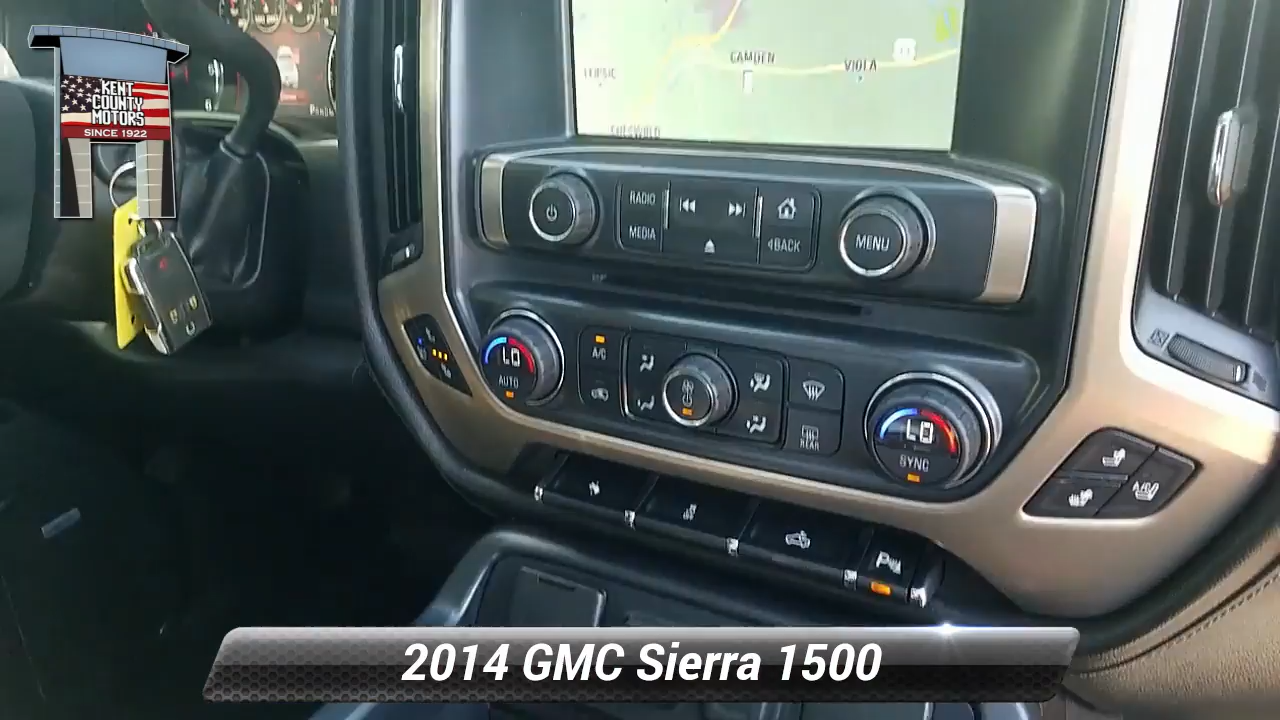 KENT
COUNTY
MOTORS
SINCE 1922
CAMDEN
VIOLA
RADIO
MEDIA
BACK
MENU
LO
AUTO
A/C
REAR
LO
SYNC
2014 GMC Sierra 1500